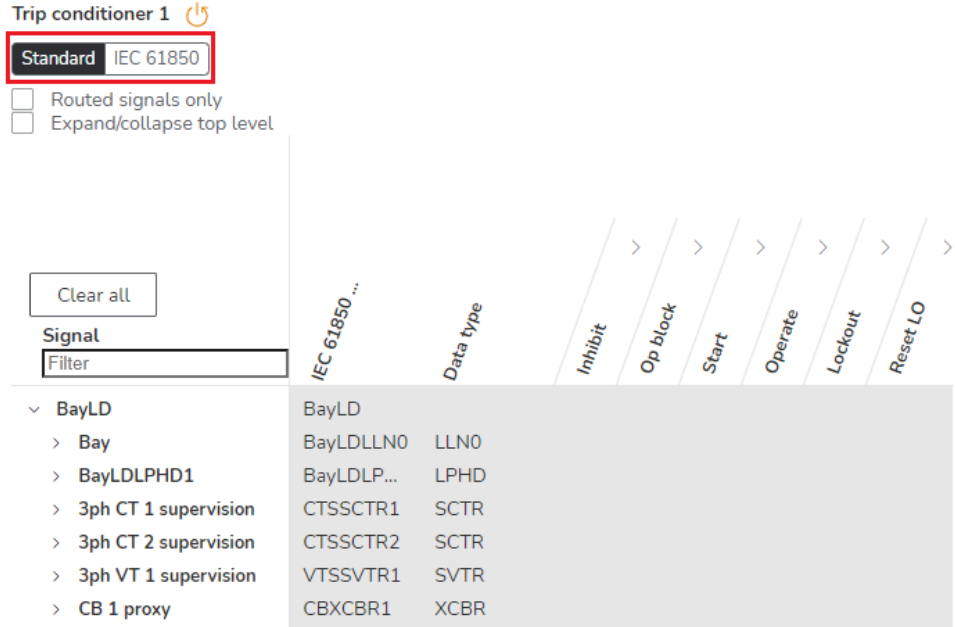 Trip conditioner 1
Standard IEC 61850
Routed signals only
Expand/collapse top level
Clear all
Signal
Filter
IEC 61850 ...
Data type
Inhibit
Op block
Start
Operate
Lockout
Reset LO
BayLD BayLD
Bay BayLDLLN0 LLN0
BayLDLPHD1 BayLDLP... LPHD
3ph CT 1 supervision CTSSCTR1 SCTR
3ph CT 2 supervision CTSSCTR2 SCTR
3ph VT 1 supervision VTSSVTR1 SVTR
CB 1 proxy CBXCBR1 XCBR